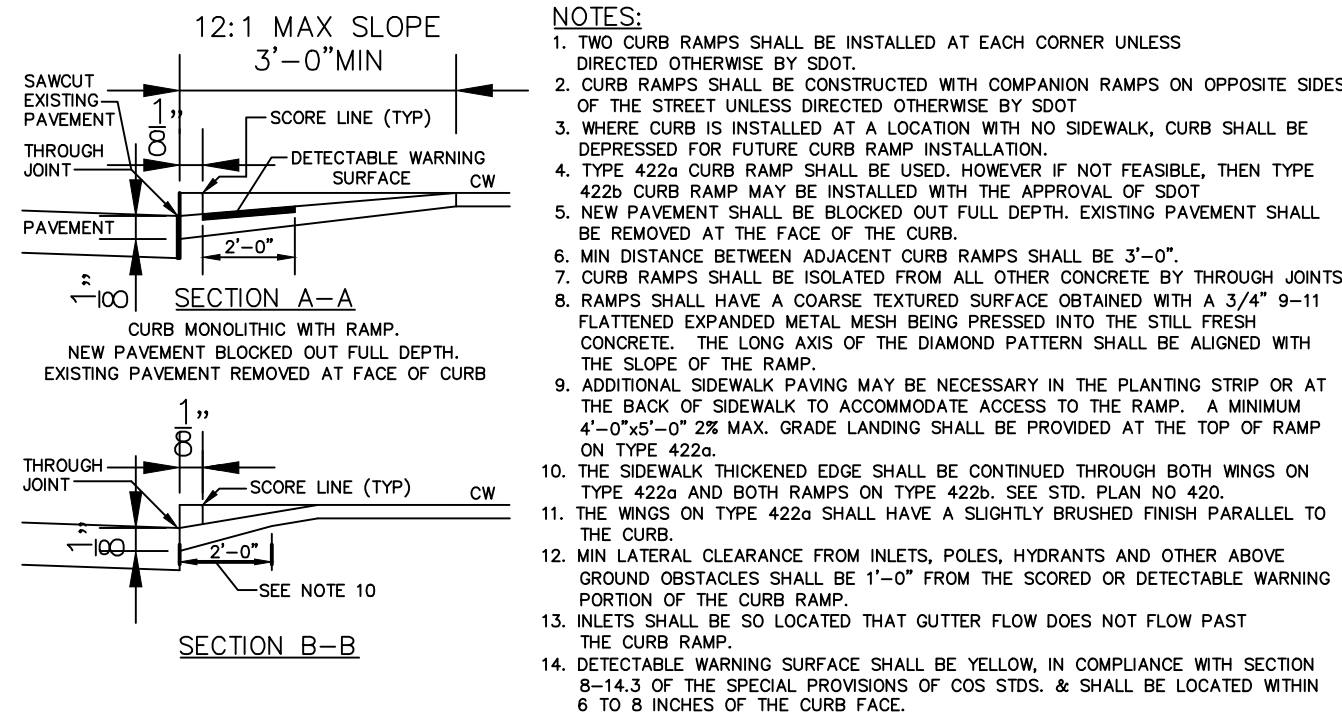 12:1 MAX SLOPE
3'-0"MIN
SAWCUT
EXISTING
PAVEMENT
1/8"
SCORE LINE (TYP)
THROUGH
JOINT
DETECTABLE WARNING
SURFACE
CW
PAVEMENT
2'-0"
1/8"
SECTION A-A
CURB MONOLITHIC WITH RAMP.
NEW PAVEMENT BLOCKED OUT FULL DEPTH.
EXISTING PAVEMENT REMOVED AT FACE OF CURB
1/8"
THROUGH
JOINT
SCORE LINE (TYP)
CW
1/8"
2'-0"
SEE NOTE 10
SECTION B-B
NOTES:
1. TWO CURB RAMPS SHALL BE INSTALLED AT EACH CORNER UNLESS
DIRECTED OTHERWISE BY SDOT.
2. CURB RAMPS SHALL BE CONSTRUCTED WITH COMPANION RAMPS ON OPPOSITE SIDES
OF THE STREET UNLESS DIRECTED OTHERWISE BY SDOT
3. WHERE CURB IS INSTALLED AT A LOCATION WITH NO SIDEWALK, CURB SHALL BE
DEPRESSED FOR FUTURE CURB RAMP INSTALLATION.
4. TYPE 422a CURB RAMP SHALL BE USED. HOWEVER IF NOT FEASIBLE, THEN TYPE
422b CURB RAMP MAY BE INSTALLED WITH THE APPROVAL OF SDOT
5. NEW PAVEMENT SHALL BE BLOCKED OUT FULL DEPTH. EXISTING PAVEMENT SHALL
BE REMOVED AT THE FACE OF THE CURB.
6. MIN DISTANCE BETWEEN ADJACENT CURB RAMPS SHALL BE 3'-0".
7. CURB RAMPS SHALL BE ISOLATED FROM ALL OTHER CONCRETE BY THROUGH JOINTS
8. RAMPS SHALL HAVE A COARSE TEXTURED SURFACE OBTAINED WITH A 3/4" 9-11
FLATTENED EXPANDED METAL MESH BEING PRESSED INTO THE STILL FRESH
CONCRETE. THE LONG AXIS OF THE DIAMOND PATTERN SHALL BE ALIGNED WITH
THE SLOPE OF THE RAMP.
9. ADDITIONAL SIDEWALK PAVING MAY BE NECESSARY IN THE PLANTING STRIP OR AT
THE BACK OF SIDEWALK TO ACCOMMODATE ACCESS TO THE RAMP. A MINIMUM
4'-0"x5'-0" 2% MAX. GRADE LANDING SHALL BE PROVIDED AT THE TOP OF RAMP
ON TYPE 422a.
10. THE SIDEWALK THICKENED EDGE SHALL BE CONTINUED THROUGH BOTH WINGS ON
TYPE 422a AND BOTH RAMPS ON TYPE 422b. SEE STD. PLAN NO 420.
11. THE WINGS ON TYPE 422a SHALL HAVE A SLIGHTLY BRUSHED FINISH PARALLEL TO
THE CURB.
12. MIN LATERAL CLEARANCE FROM INLETS, POLES, HYDRANTS AND OTHER ABOVE
GROUND OBSTACLES SHALL BE 1'-0" FROM THE SCORED OR DETECTABLE WARNING
PORTION OF THE CURB RAMP.
13. INLETS SHALL BE SO LOCATED THAT GUTTER FLOW DOES NOT FLOW PAST
THE CURB RAMP.
14. DETECTABLE WARNING SURFACE SHALL BE YELLOW, IN COMPLIANCE WITH SECTION
8-14.3 OF THE SPECIAL PROVISIONS OF COS STDS. & SHALL BE LOCATED WITHIN
6 TO 8 INCHES OF THE CURB FACE.